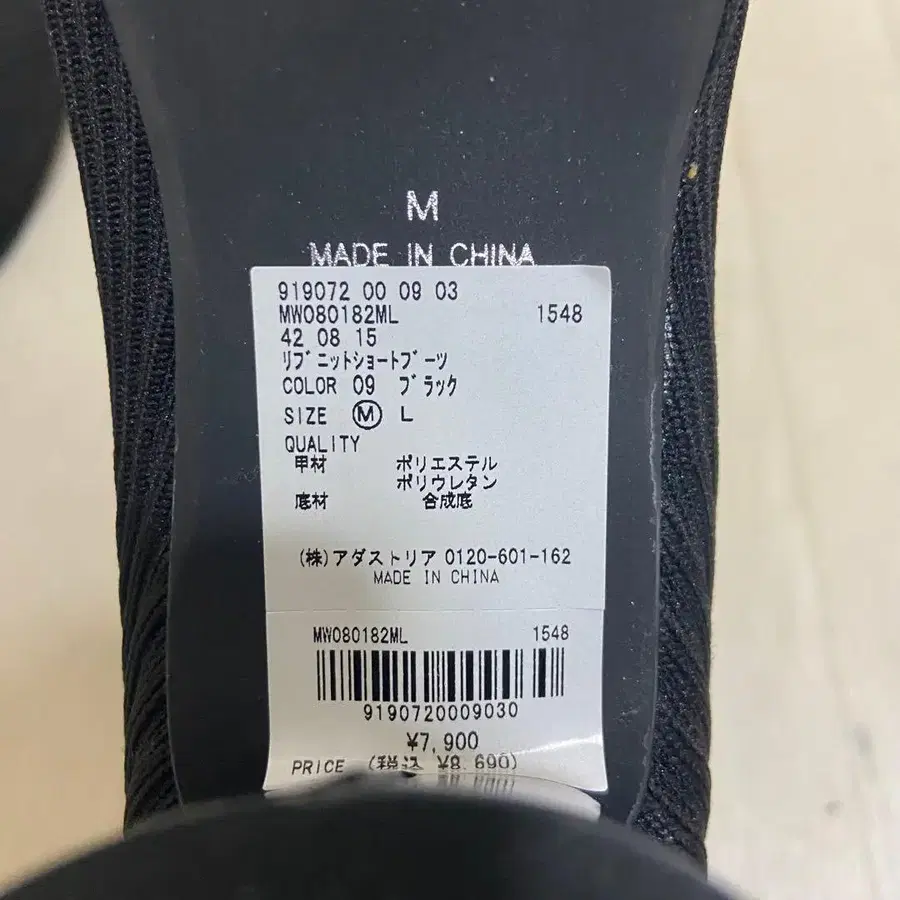 M
MADE IN CHINA
919072 00 09 03
MW080182ML 1548
42 08 15
リブニットショートブーツ
COLOR 09 ブラック
SIZE Ⓜ L
QUALITY
甲材 ポリエステル
ポリウレタン
底材 合成底
(株)アダストリア 0120-601-162
MADE IN CHINA
MW080182ML 1548
9190720009030
¥7,900
PRICE (税込 ¥8,690)